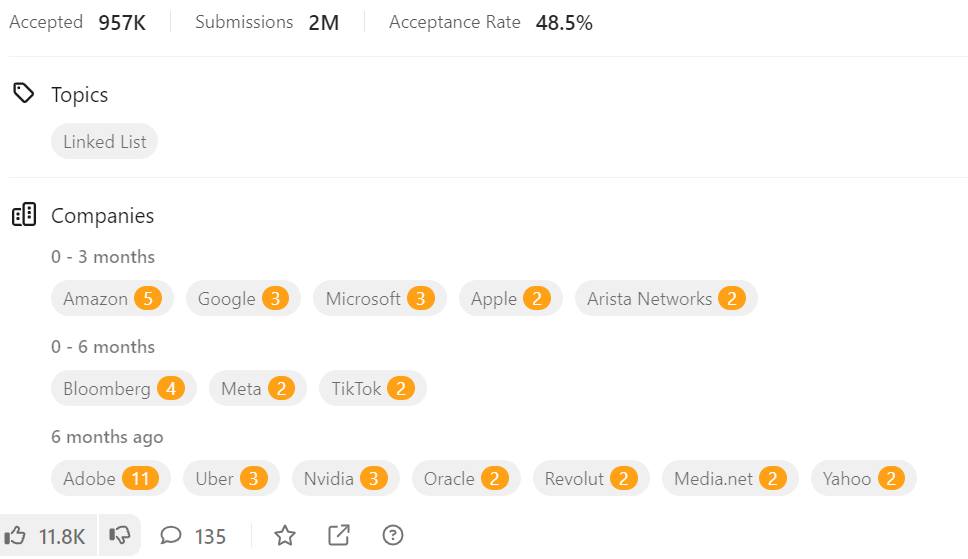 Accepted 957K Submissions 2M Acceptance Rate 48.5%
Topics
Linked List
Companies
0 - 3 months
Amazon 5 Google 3 Microsoft 3 Apple 2 Arista Networks 2
0 - 6 months
Bloomberg 4 Meta 2 TikTok 2
6 months ago
Adobe 11 Uber 3 Nvidia 3 Oracle 2 Revolut 2 Media.net 2 Yahoo 2
11.8K 135